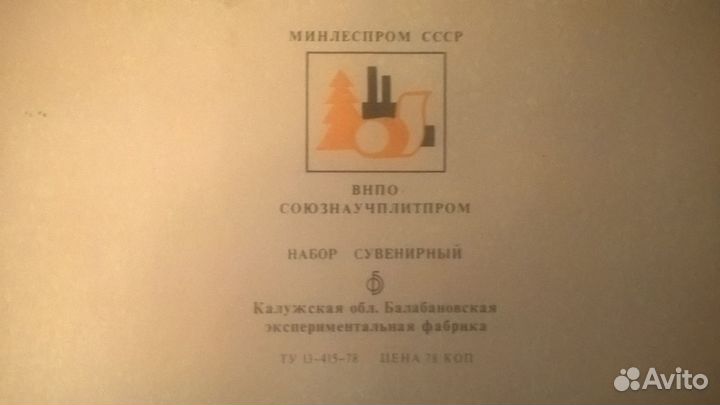 МИНЛЕСПРОМ СССР
ВНПО
СОЮЗНАУЧПЛИТПРОМ
НАБОР СУВЕНИРНЫЙ
Калужская обл. Балабановская
экспериментальная фабрика
ТУ 13-415-78 ЦЕНА 78 КОП
Avito